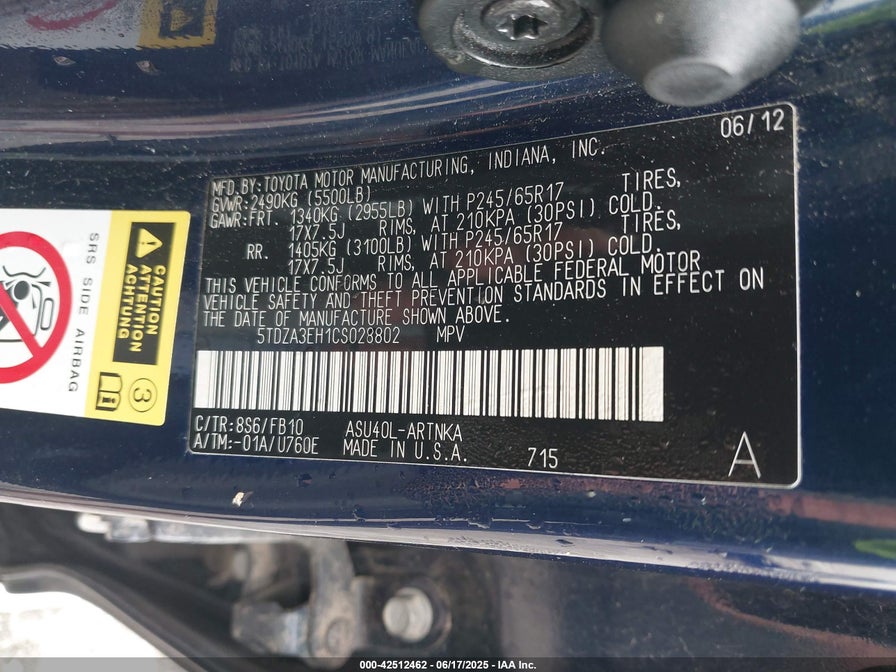 06/12
MFD.BY:TOYOTA MOTOR MANUFACTURING, INDIANA, INC.
GVWR: 2490KG (5500LB)
GAWR:FRT. 1340KG (2955LB) WITH P245/65R17 TIRES,
17X7.5J RIMS, AT 210KPA (30PSI) COLD.
RR. 1405KG (3100LB) WITH P245/65R17 TIRES,
17X7.5J RIMS, AT 210KPA (30PSI) COLD.
THIS VEHICLE CONFORMS TO ALL APPLICABLE FEDERAL MOTOR
VEHICLE SAFETY AND THEFT PREVENTION STANDARDS IN EFFECT ON
THE DATE OF MANUFACTURE SHOWN ABOVE.
5TDZA3EH1CS028802 MPV
C/TR:8S6/FB10 ASU40L-ARTNKA
A/TM:-01A/U760E MADE IN U.S.A. 715 A
CAUTION
ATTENTION
ACHTUNG
SRS SIDE AIRBAG
3
000-42512462 - 06/17/2025 - IAA Inc.